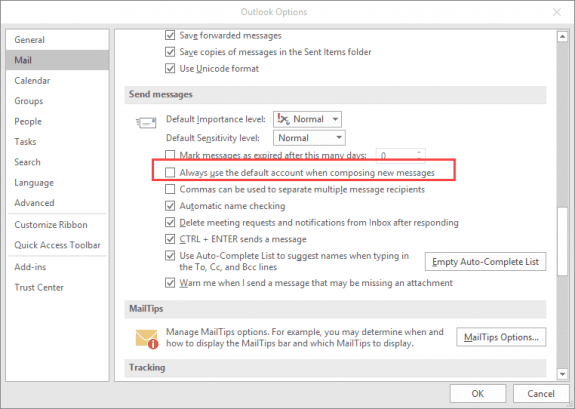 Outlook Options
General
Mail
Calendar
Groups
People
Tasks
Search
Language
Advanced
Customize Ribbon
Quick Access Toolbar
Add-ins
Trust Center
Save forwarded messages
Save copies of messages in the Sent Items folder
Use Unicode format
Send messages
Default Importance level: Normal
Default Sensitivity level: Normal
Mark messages as expired after this many days: 0
Always use the default account when composing new messages
Commas can be used to separate multiple message recipients
Automatic name checking
Delete meeting requests and notifications from Inbox after responding
CTRL + ENTER sends a message
Use Auto-Complete List to suggest names when typing in
the To, Cc, and Bcc lines
Empty Auto-Complete List
Warn me when I send a message that may be missing an attachment
MailTips
Manage MailTips options. For example, you may determine when and
how to display the MailTips bar and which MailTips to display.
MailTips Options...
Tracking
OK
Cancel